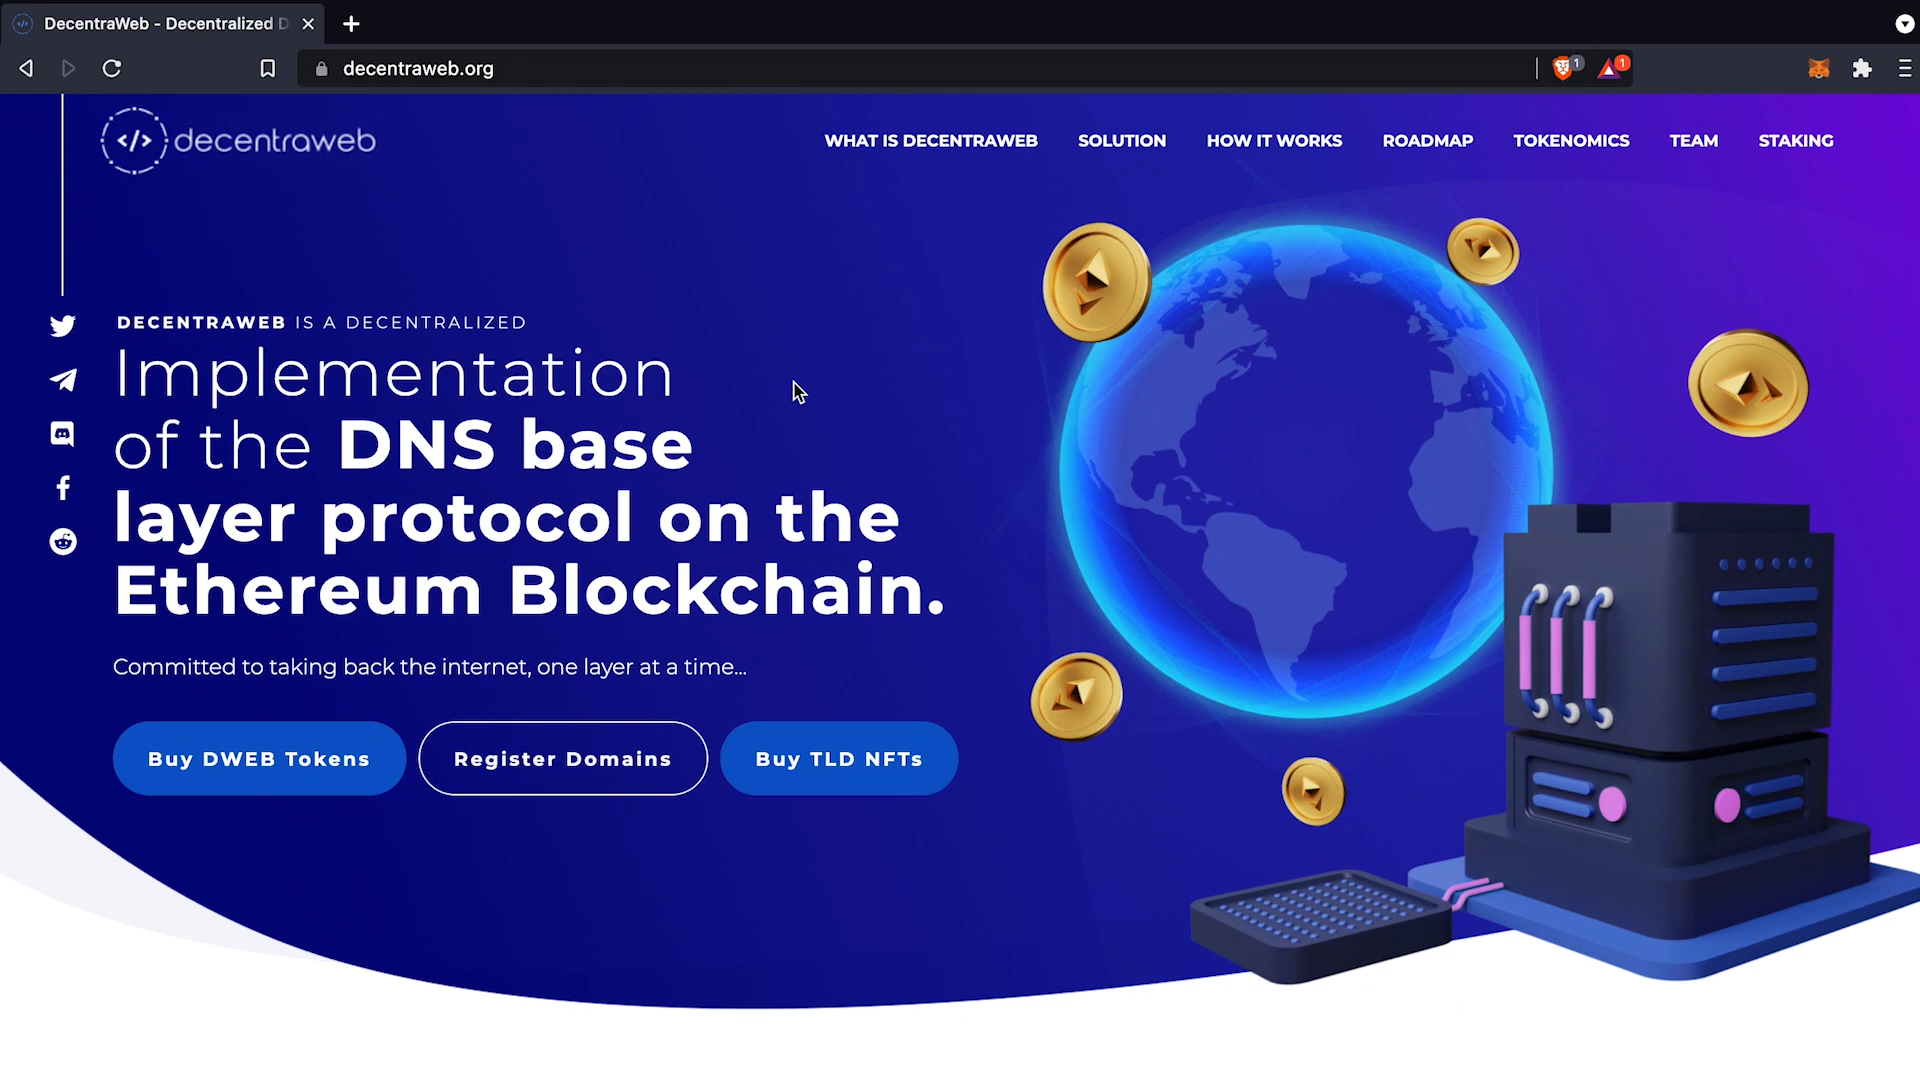 DecentraWeb - Decentralized D
decentraweb.org
1
1
</> decentraweb
WHAT IS DECENTRAWEB
SOLUTION
HOW IT WORKS
ROADMAP
TOKENOMICS
TEAM
STAKING
DECENTRAWEB IS A DECENTRALIZED
Implementation
of the DNS base
layer protocol on the
Ethereum Blockchain.
Committed to taking back the internet, one layer at a time...
Buy DWEB Tokens
Register Domains
Buy TLD NFTs